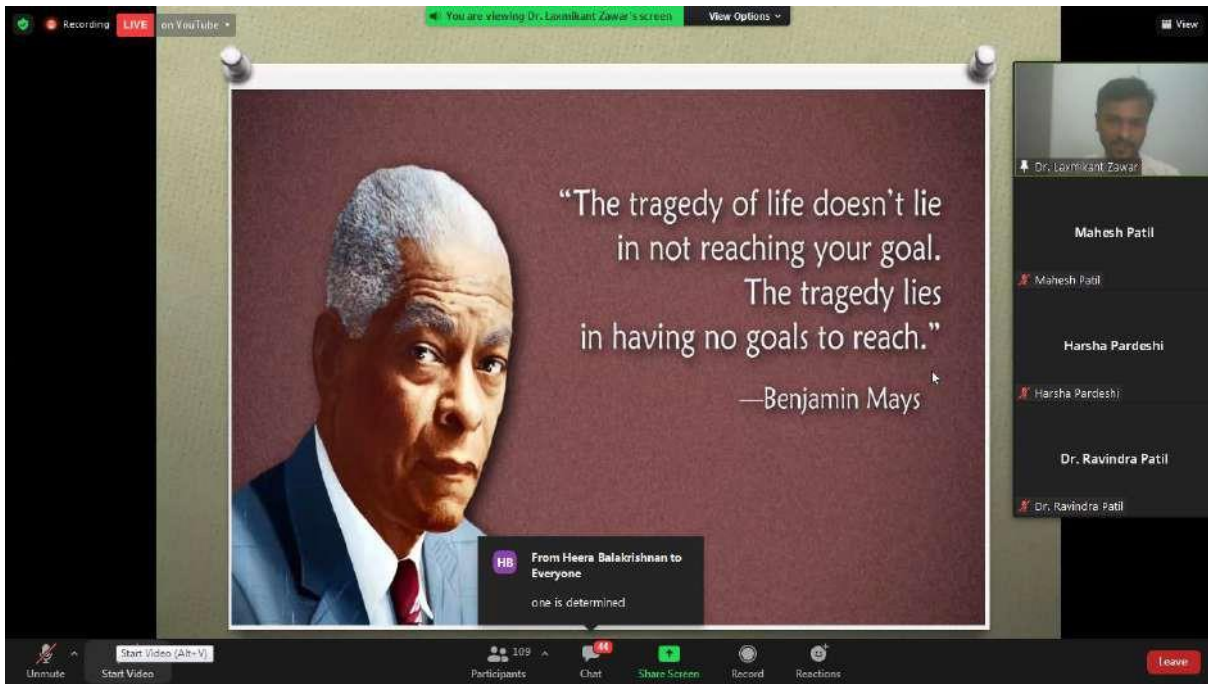 Recording
LIVE
on YouTube
You are viewing Dr. Laxmikant Zawar's screen
View Options
View
“The tragedy of life doesn’t lie
in not reaching your goal.
The tragedy lies
in having no goals to reach.”
—Benjamin Mays
Dr. Laxmikant Zawar
Mahesh Patil
Mahesh Patil
Harsha Pardeshi
Harsha Pardeshi
Dr. Ravindra Patil
Dr. Ravindra Patil
HB
From Heera Balakrishnan to
Everyone
one is determined
Start Video (Alt+V)
109
44
Unmute
Start Video
Participants
Chat
Share Screen
Record
Reactions
Leave